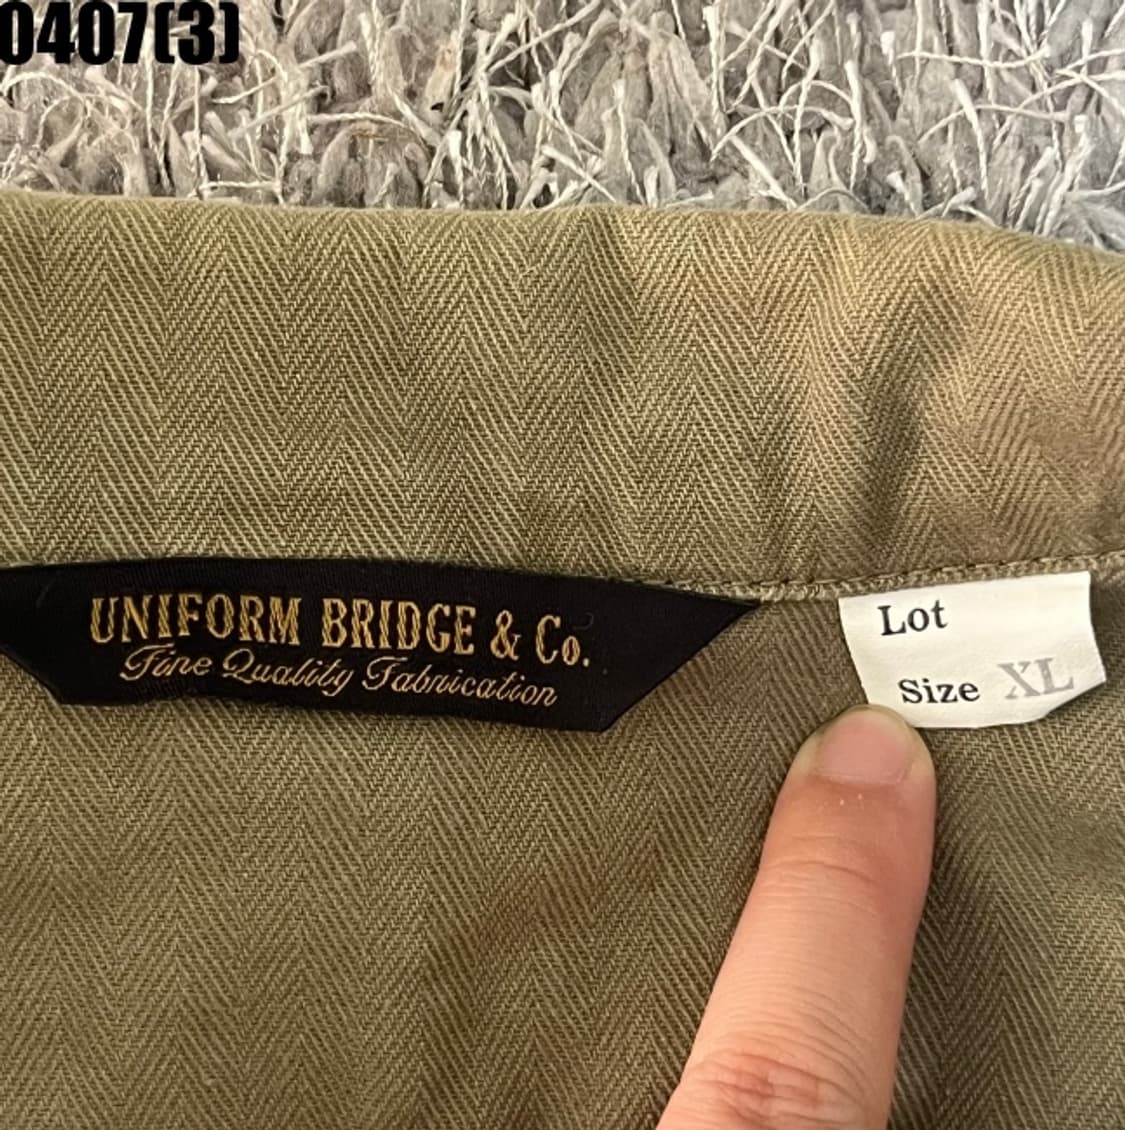 0407(3)
UNIFORM BRIDGE & Co.
Fine Quality Fabrication
Lot
Size XL